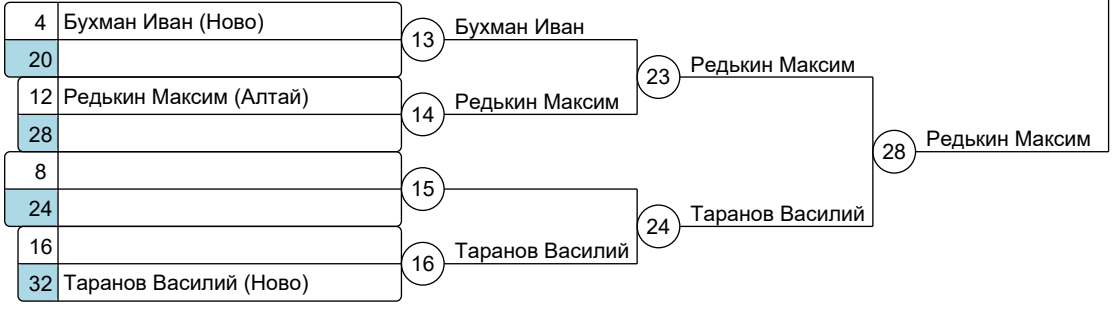 4 Бухман Иван (Ново)
20
12 Редькин Максим (Алтай)
28
8
24
16
32 Таранов Василий (Ново)
13 Бухман Иван
14 Редькин Максим
15
16 Таранов Василий
23 Редькин Максим
24 Таранов Василий
28 Редькин Максим